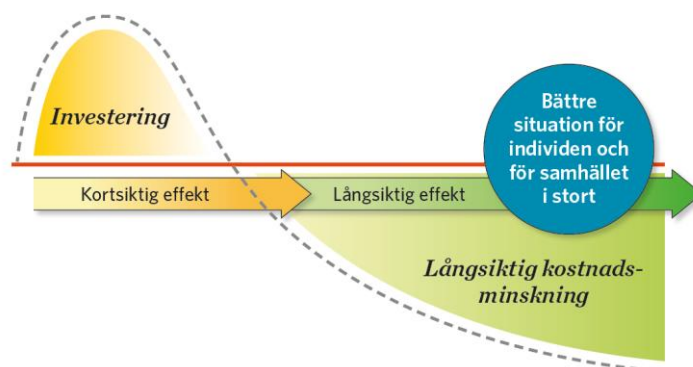 Investering
Bättre
situation för
individen och
för samhället
i stort
Kortsiktig effekt
Långsiktig effekt
Långsiktig kostnads-
minskning